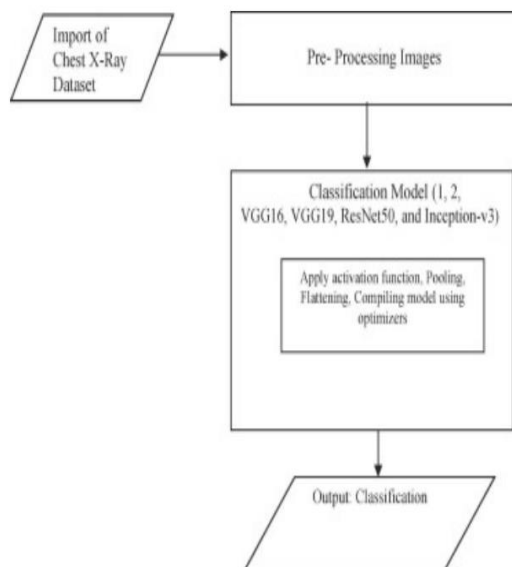 Import of
Chest X-Ray
Dataset
Pre- Processing Images
Classification Model (1, 2,
VGG16, VGG19, ResNet50, and Inception-v3)
Apply activation function, Pooling,
Flattening, Compiling model using
optimizers
Output: Classification